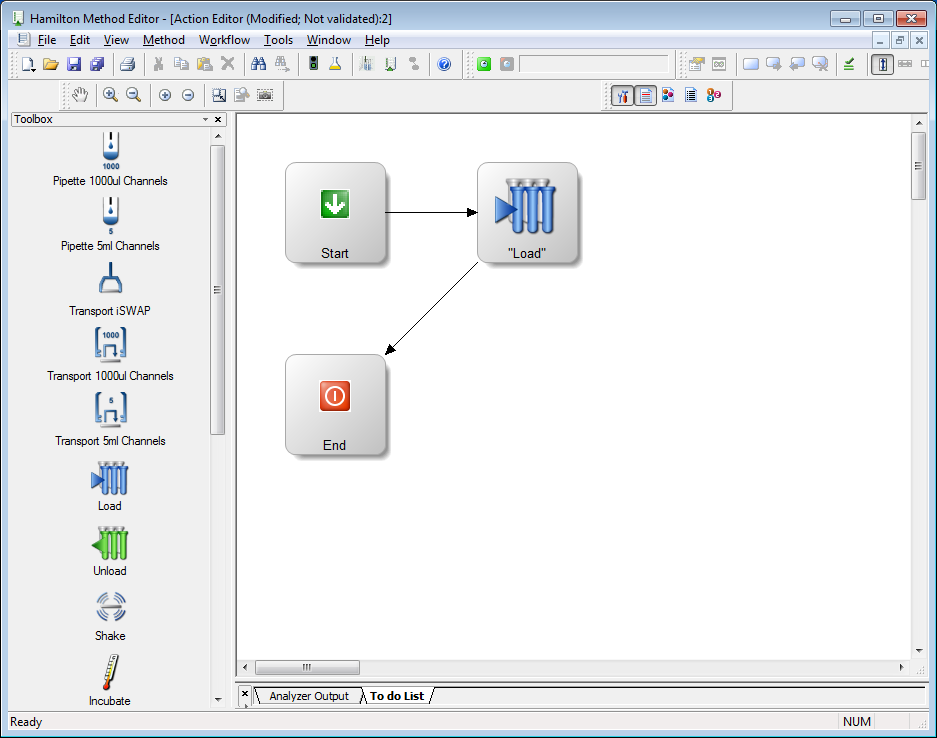 Hamilton Method Editor - [Action Editor (Modified; Not validated):2]
File Edit View Method Workflow Tools Window Help
Toolbox
1000
Pipette 1000ul Channels
5
Pipette 5ml Channels
Transport iSWAP
1000
Transport 1000ul Channels
5
Transport 5ml Channels
Load
Unload
Shake
Incubate
Start
"Load"
End
Analyzer Output
To do List
Ready
NUM